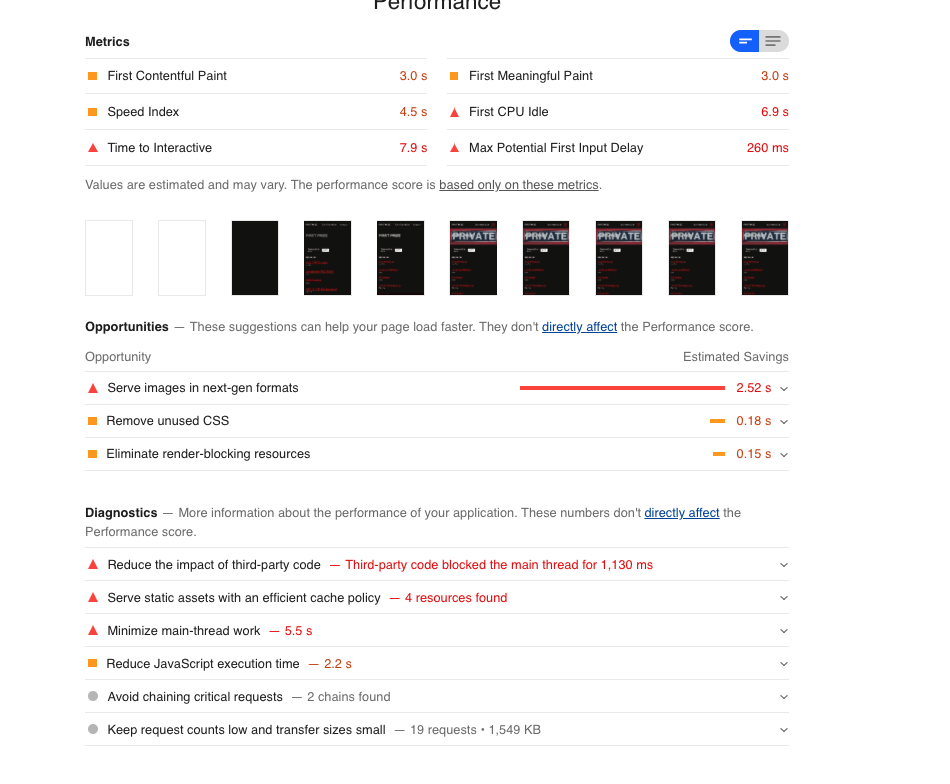 Performance
Metrics
First Contentful Paint 3.0 s
First Meaningful Paint 3.0 s
Speed Index 4.5 s
First CPU Idle 6.9 s
Time to Interactive 7.9 s
Max Potential First Input Delay 260 ms
Values are estimated and may vary. The performance score is based only on these metrics.
FIRST PAGE
FIRST PAGE
PRIVATE
PRIVATE
PRIVATE
PRIVATE
PRIVATE
Opportunities — These suggestions can help your page load faster. They don't directly affect the Performance score.
Opportunity Estimated Savings
Serve images in next-gen formats 2.52 s
Remove unused CSS 0.18 s
Eliminate render-blocking resources 0.15 s
Diagnostics — More information about the performance of your application. These numbers don't directly affect the
Performance score.
Reduce the impact of third-party code — Third-party code blocked the main thread for 1,130 ms
Serve static assets with an efficient cache policy — 4 resources found
Minimize main-thread work — 5.5 s
Reduce JavaScript execution time — 2.2 s
Avoid chaining critical requests — 2 chains found
Keep request counts low and transfer sizes small — 19 requests • 1,549 KB